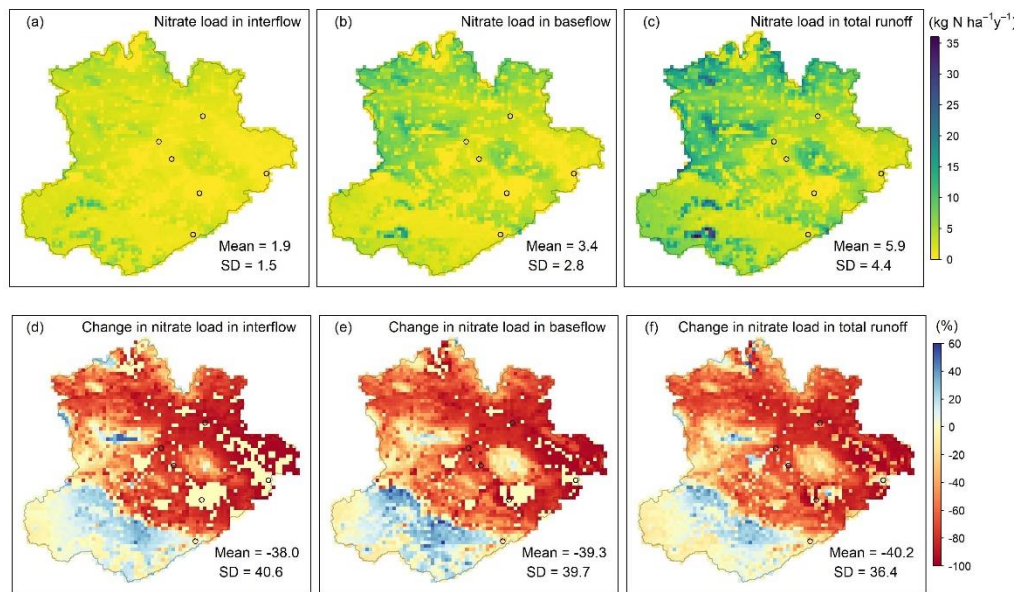 (a) Nitrate load in interflow
(b) Nitrate load in baseflow
(c) Nitrate load in total runoff
(kg N ha⁻¹y⁻¹)
35
30
25
20
15
10
5
0
Mean = 1.9
SD = 1.5
Mean = 3.4
SD = 2.8
Mean = 5.9
SD = 4.4
(d) Change in nitrate load in interflow
(e) Change in nitrate load in baseflow
(f) Change in nitrate load in total runoff
(%)
60
40
20
0
-20
-40
-60
-80
-100
Mean = -38.0
SD = 40.6
Mean = -39.3
SD = 39.7
Mean = -40.2
SD = 36.4